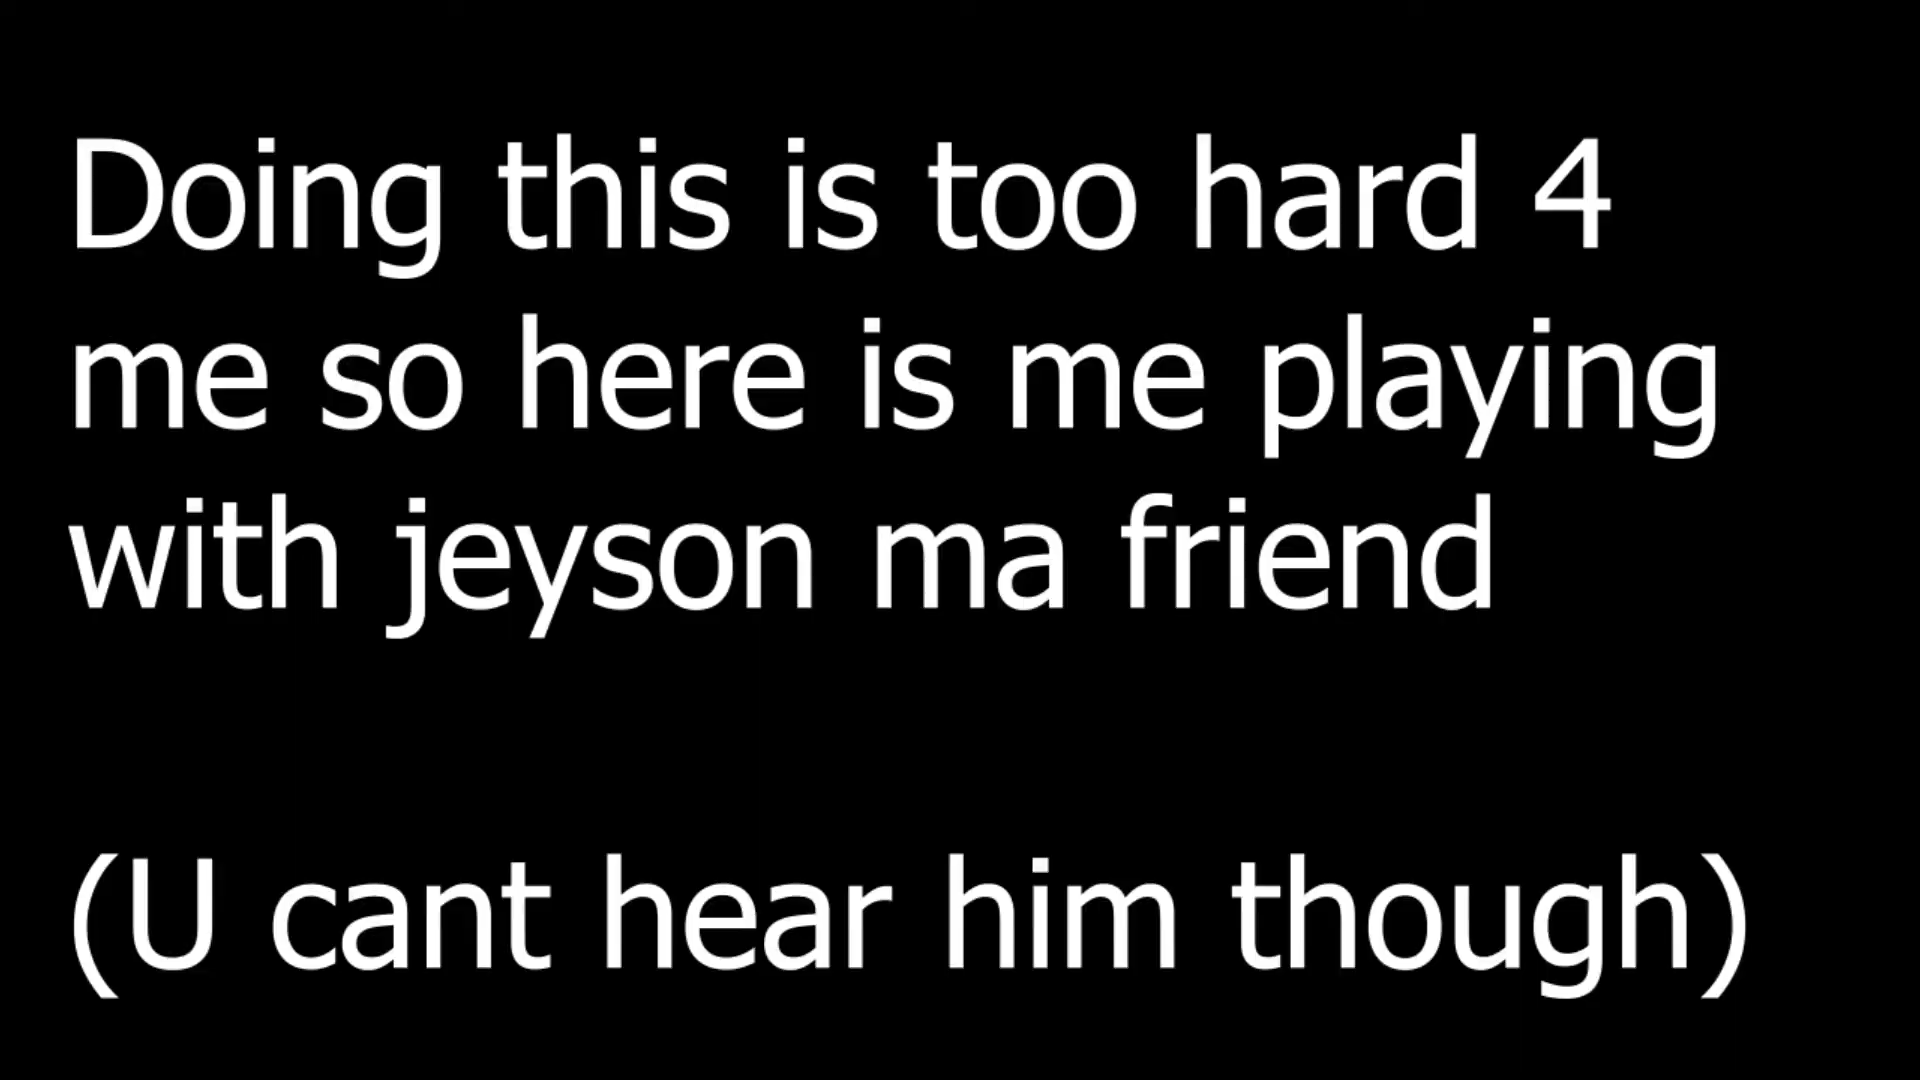 Doing this is too hard 4
me so here is me playing
with jeyson ma friend
(U cant hear him though)